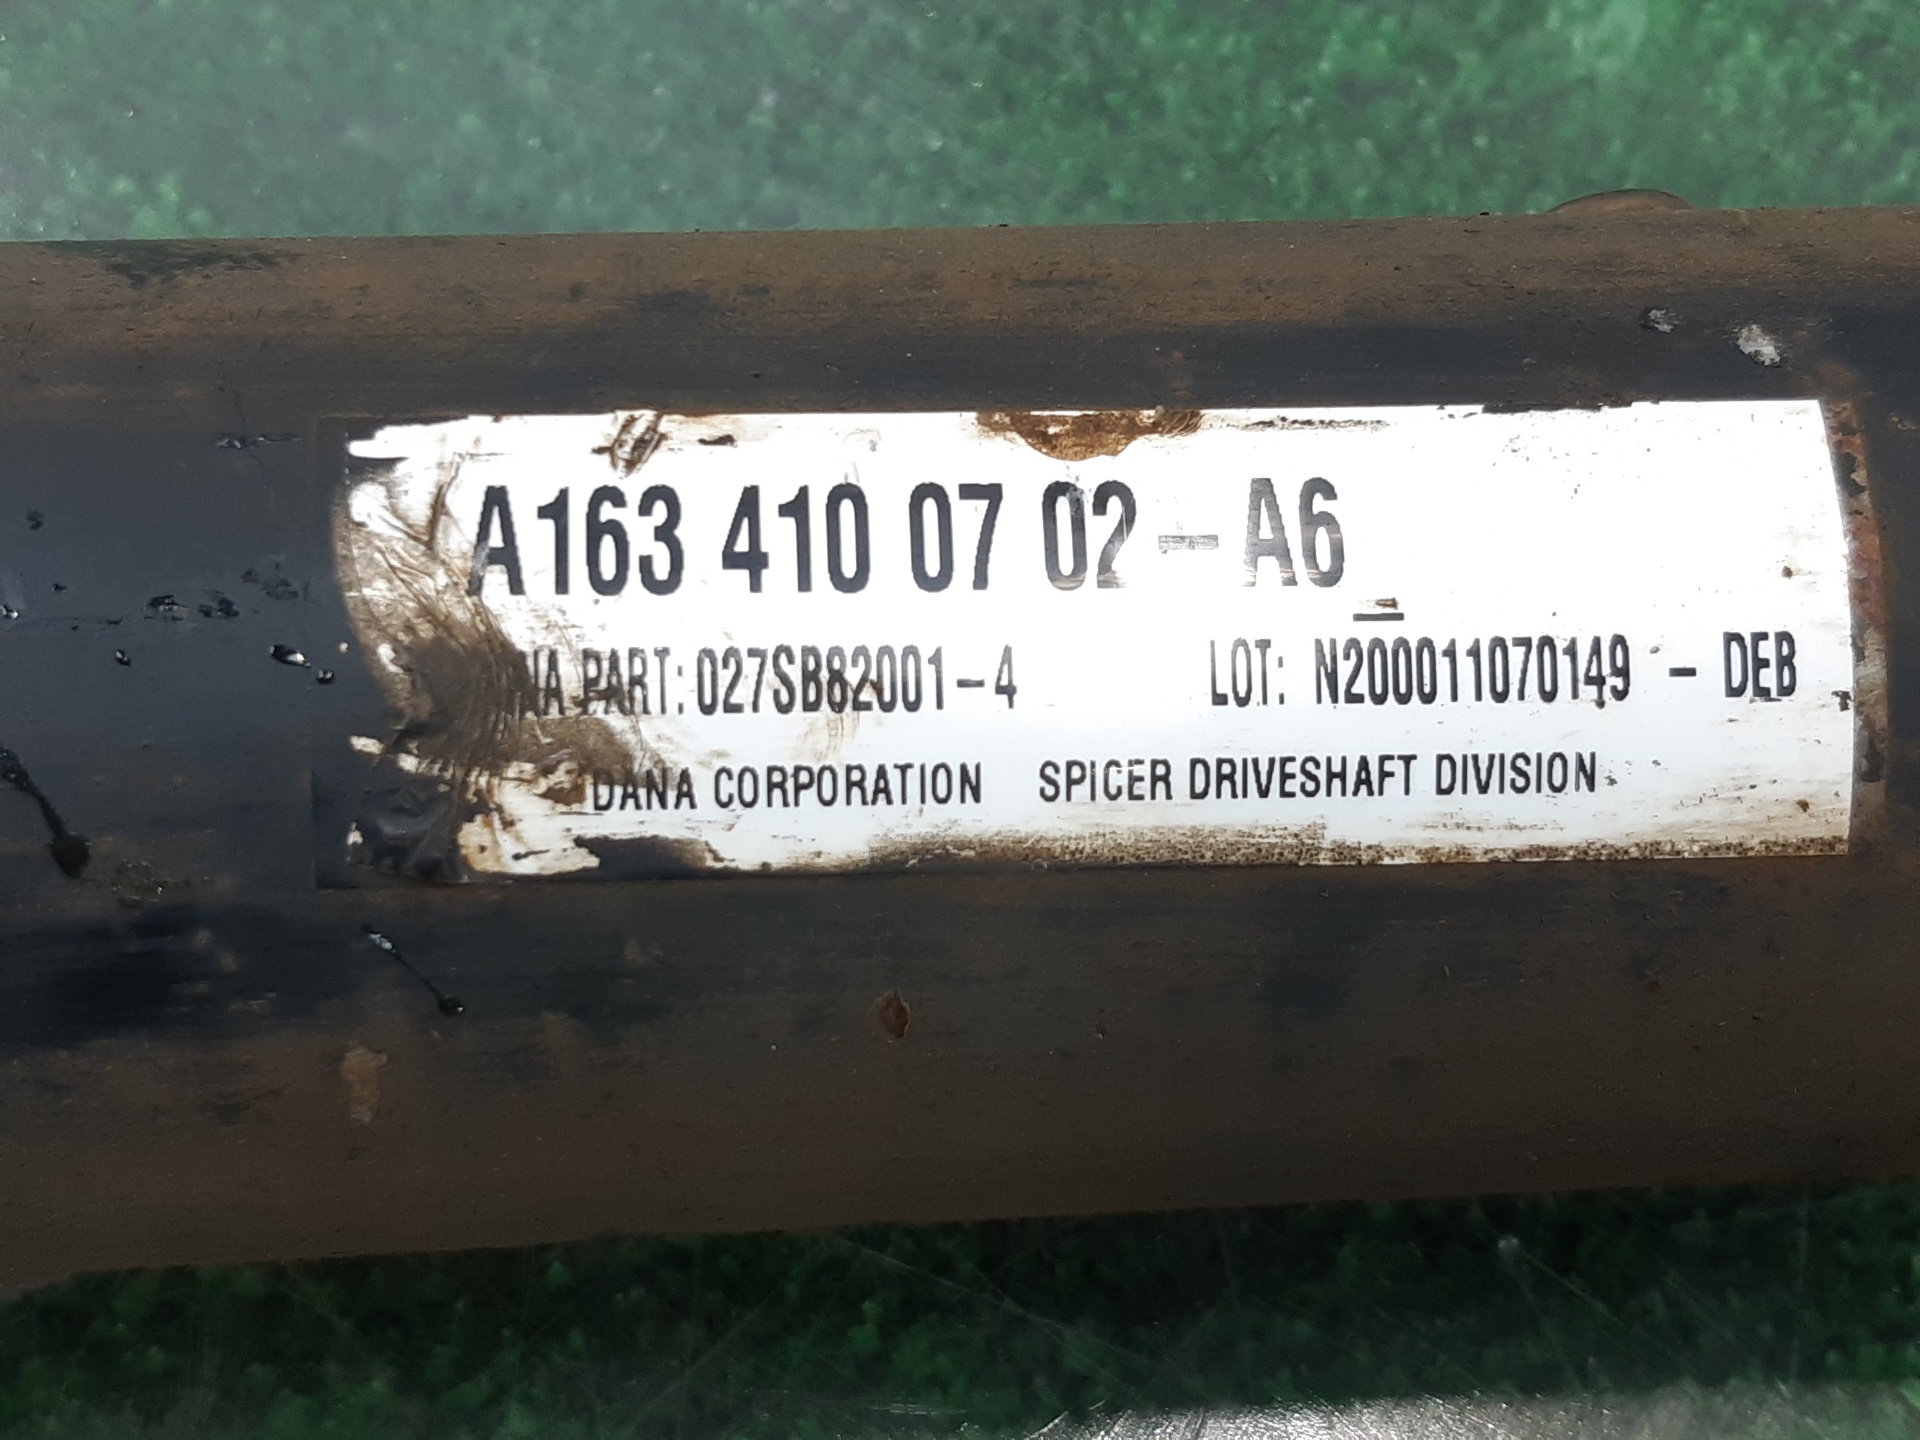 A163 410 07 02 - A6
NA PART: 027SB82001-4 LOT: N200011070149 - DEB
DANA CORPORATION SPICER DRIVESHAFT DIVISION